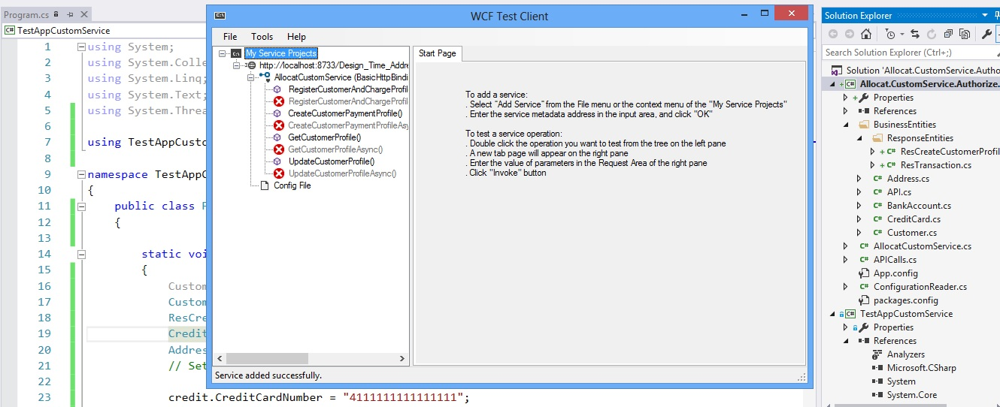 Program.cs
TestAppCustomService
1 using System;
2 using System.Colle
3 using System.Linq;
4 using System.Text;
5 using System.Threa
6
7 using TestAppCusto
8
9 namespace TestAppC
10 {
11 public class P
12 {
13
14 static voi
15 {
16 Custom
17 Custom
18 ResCre
19 Credit
20 Addres
21 // Set
22
23 credit.CreditCardNumber = "4111111111111111";
WCF Test Client
File Tools Help
My Service Projects
http://localhost:8733/Design_Time_Addre
AllocatCustomService (BasicHttpBindi
RegisterCustomerAndChargeProfil
RegisterCustomerAndChargeProfil
CreateCustomerPaymentProfile()
CreateCustomerPaymentProfileAsy
GetCustomerProfile()
GetCustomerProfileAsync()
UpdateCustomerProfile()
UpdateCustomerProfileAsync()
Config File
Start Page
To add a service:
. Select "Add Service" from the File menu or the context menu of the "My Service Projects"
. Enter the service metadata address in the input area, and click "OK"
To test a service operation:
. Double click the operation you want to test from the tree on the left pane
. A new tab page will appear on the right pane
. Enter the value of parameters in the Request Area of the right pane
. Click "Invoke" button
Service added successfully.
Solution Explorer
Search Solution Explorer (Ctrl+;)
Solution 'Allocat.CustomService.Autho
Allocat.CustomService.Authorize.
Properties
References
BusinessEntities
ResponseEntities
ResCreateCustomerProfil
ResTransaction.cs
Address.cs
API.cs
BankAccount.cs
CreditCard.cs
Customer.cs
AllocatCustomService.cs
APICalls.cs
App.config
ConfigurationReader.cs
packages.config
TestAppCustomService
Properties
References
Analyzers
Microsoft.CSharp
System
System.Core